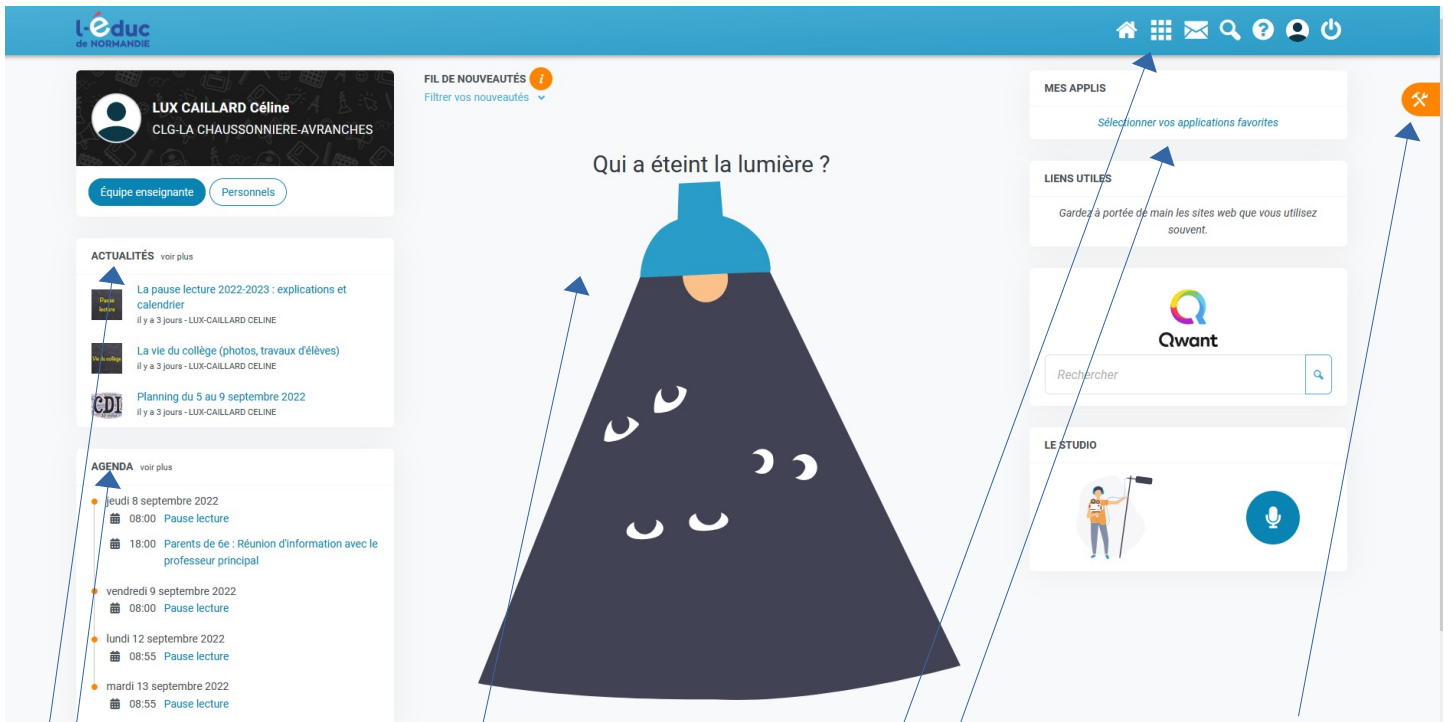 l-éduc
de NORMANDIE
LUX CAILLARD Céline
CLG-LA CHAUSSONNIERE-AVRANCHES
Équipe enseignante
Personnels
ACTUALITÉS voir plus
Pause
lecture
La pause lecture 2022-2023 : explications et
calendrier
il y a 3 jours - LUX-CAILLARD CELINE
Vie du collège
La vie du collège (photos, travaux d'élèves)
il y a 3 jours - LUX-CAILLARD CELINE
CDI
Planning du 5 au 9 septembre 2022
il y a 3 jours - LUX-CAILLARD CELINE
AGENDA voir plus
jeudi 8 septembre 2022
08:00 Pause lecture
18:00 Parents de 6e : Réunion d'information avec le
professeur principal
vendredi 9 septembre 2022
08:00 Pause lecture
lundi 12 septembre 2022
08:55 Pause lecture
mardi 13 septembre 2022
08:55 Pause lecture
FIL DE NOUVEAUTÉS i
Filtrer vos nouveautés
Qui a éteint la lumière ?
MES APPLIS
Sélectionner vos applications favorites
LIENS UTILES
Gardez à portée de main les sites web que vous utilisez
souvent.
Qwant
Rechercher
LE STUDIO